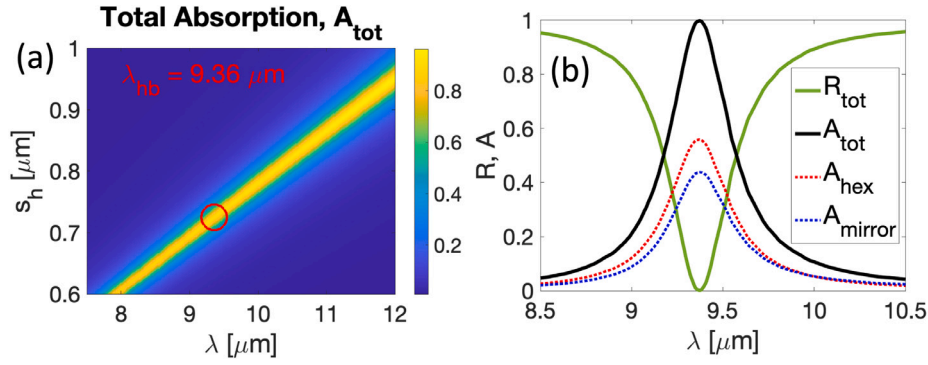 Total Absorption, A_tot
(a)
λ_hb = 9.36 μm
s_h [μm]
1
0.9
0.8
0.7
0.6
8
9
10
11
12
λ [μm]
0.8
0.6
0.4
0.2
(b)
R, A
1
0.8
0.6
0.4
0.2
0
8.5
9
9.5
10
10.5
λ [μm]
R_tot
A_tot
A_hex
A_mirror